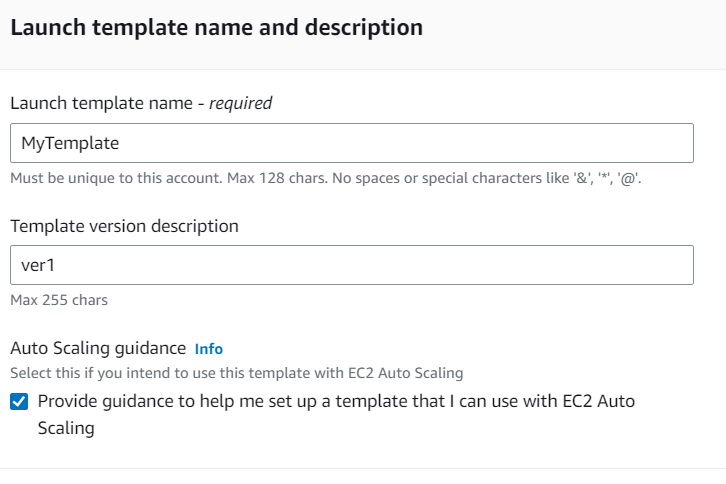 Launch template name and description
Launch template name - required
MyTemplate
Must be unique to this account. Max 128 chars. No spaces or special characters like '&', '*', '@'.
Template version description
ver1
Max 255 chars
Auto Scaling guidance Info
Select this if you intend to use this template with EC2 Auto Scaling
Provide guidance to help me set up a template that I can use with EC2 Auto
Scaling